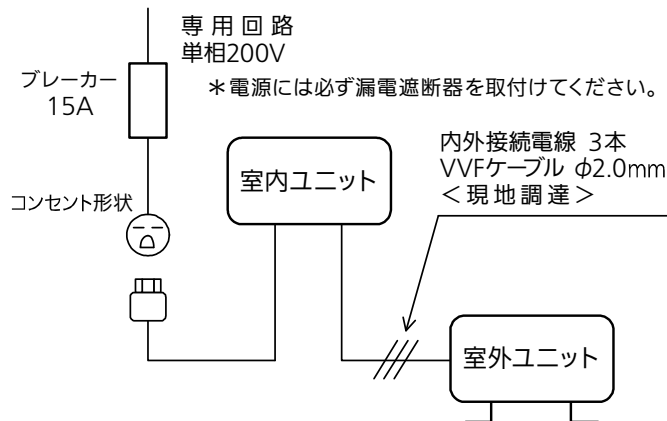 専用回路
単相200V
ブレーカー
15A
＊電源には必ず漏電遮断器を取付けてください。
内外接続電線 3本
VVFケーブル φ2.0mm
＜現地調達＞
室内ユニット
コンセント形状
室外ユニット